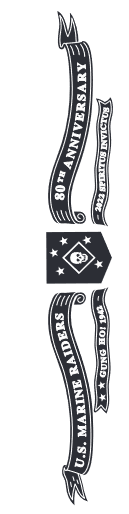 U.S. MARINE RAIDERS
80TH ANNIVERSARY
★ ★ GUNG HO! 1942
2022 SPIRITUS INVICTUS